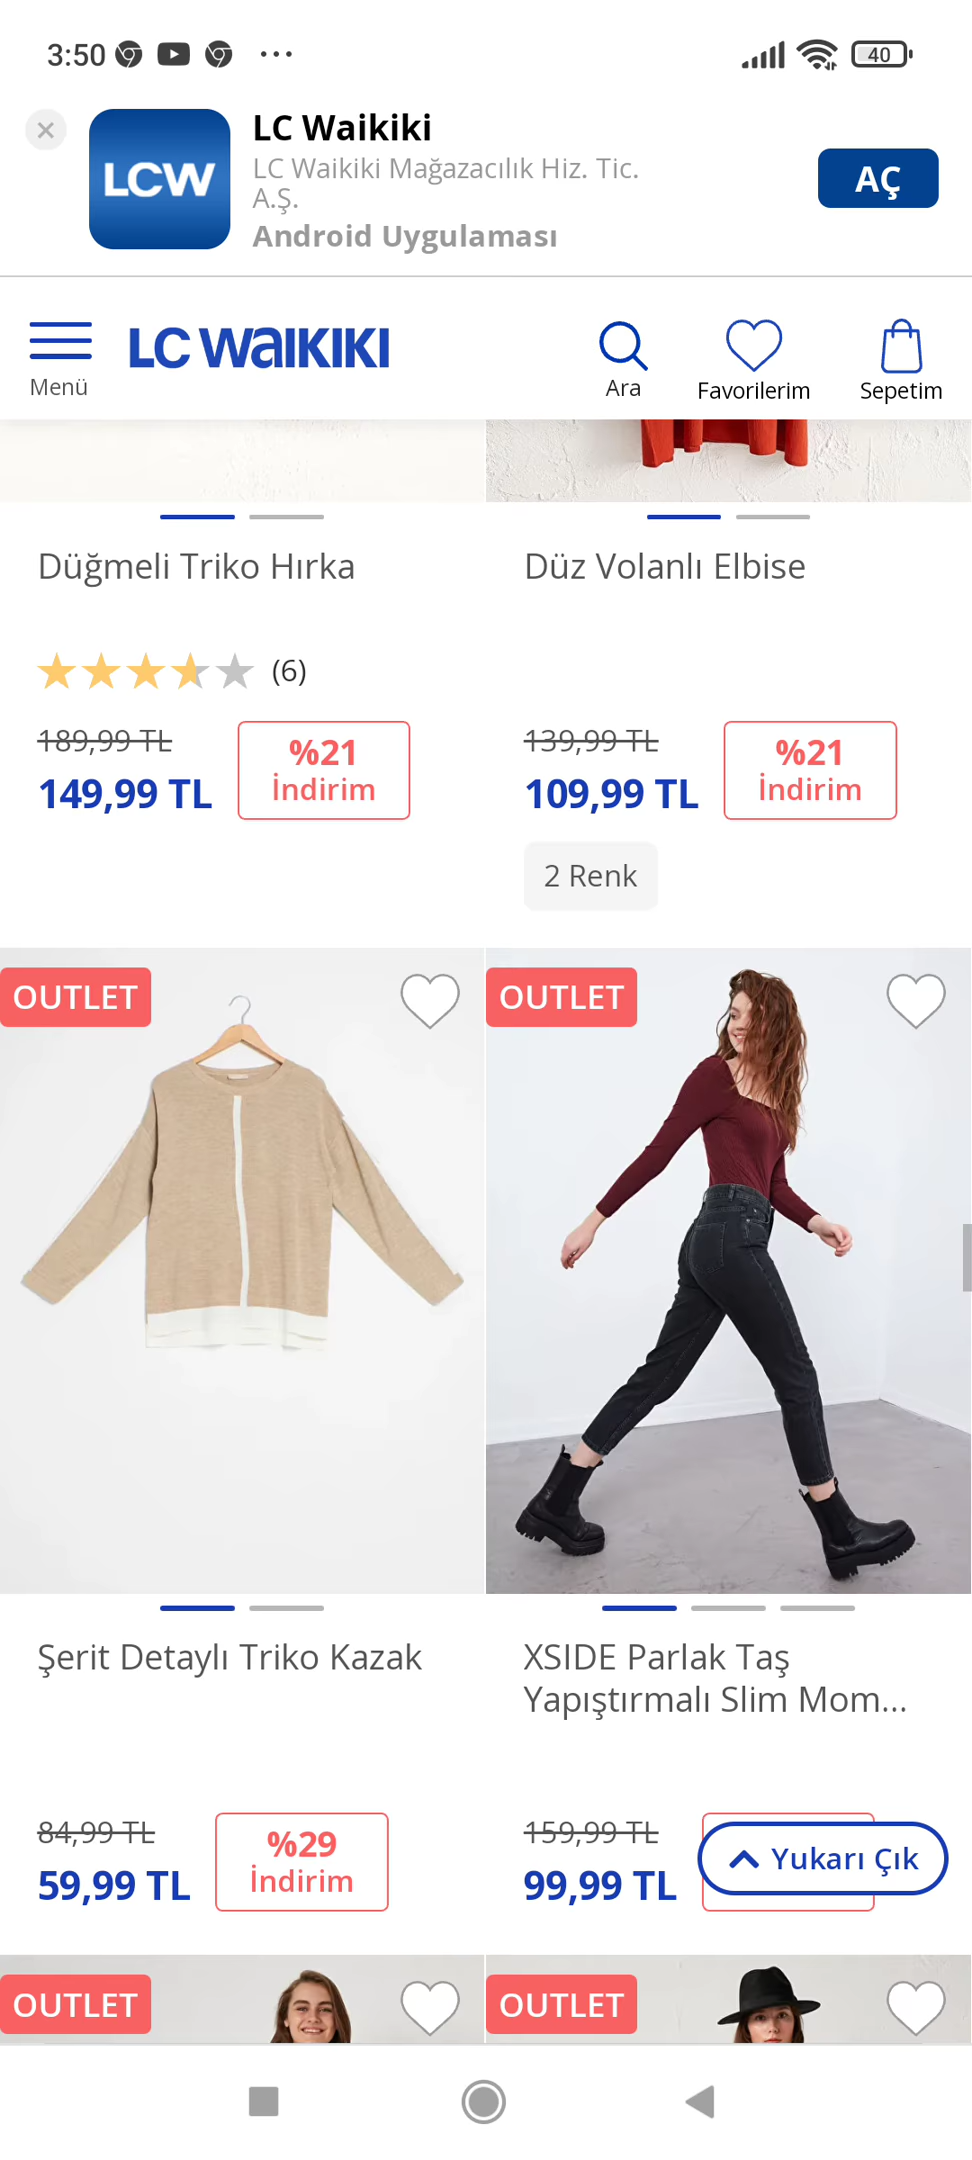 3:50
40
LCW
LC Waikiki
LC Waikiki Mağazacılık Hiz. Tic.
A.Ş.
Android Uygulaması
AÇ
Menü
LC WAIKIKI
Ara
Favorilerim
Sepetim
Düğmeli Triko Hırka
Düz Volanlı Elbise
(6)
189,99 TL
149,99 TL
%21
İndirim
139,99 TL
109,99 TL
%21
İndirim
2 Renk
OUTLET
OUTLET
Şerit Detaylı Triko Kazak
XSIDE Parlak Taş
Yapıştırmalı Slim Mom...
84,99 TL
59,99 TL
%29
İndirim
159,99 TL
99,99 TL
Yukarı Çık
OUTLET
OUTLET